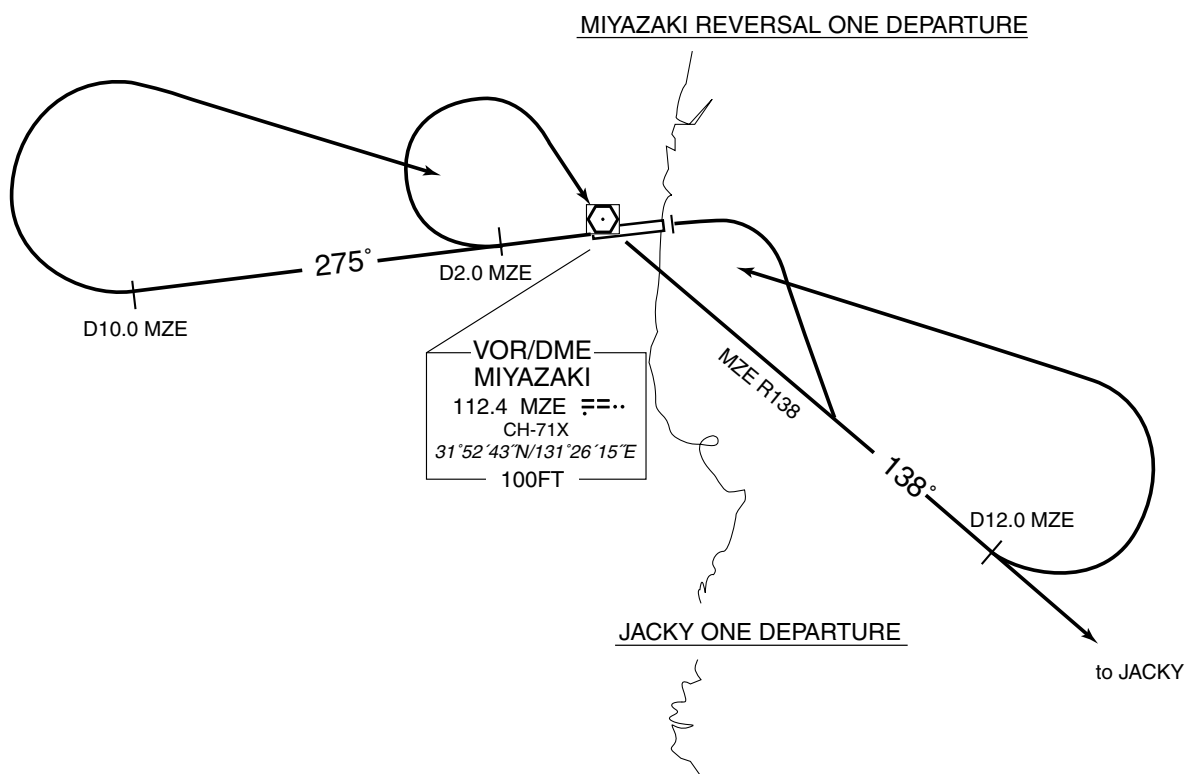 MIYAZAKI REVERSAL ONE DEPARTURE
275°
D2.0 MZE
D10.0 MZE
VOR/DME
MIYAZAKI
112.4 MZE
CH-71X
31°52´43˝N/131°26´15˝E
100FT
MZE R138
138°
D12.0 MZE
JACKY ONE DEPARTURE
to JACKY